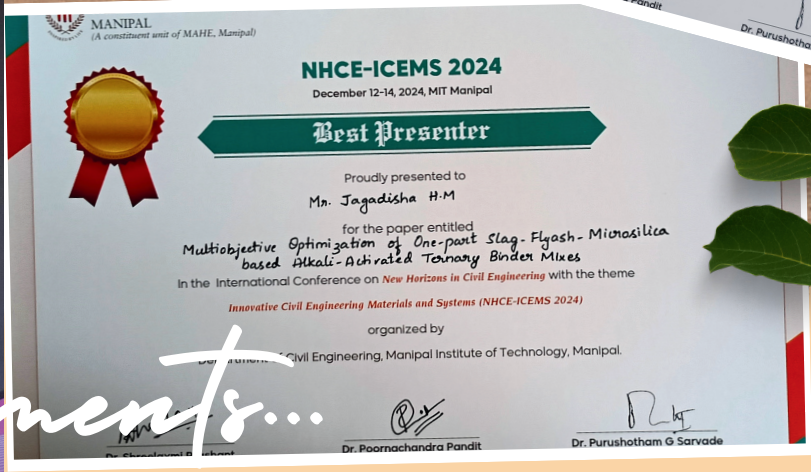 MANIPAL
(A constituent unit of MAHE, Manipal)
andit
Dr. Purushotha
NHCE-ICEMS 2024
December 12-14, 2024, MIT Manipal
Best Presenter
Proudly presented to
Mr. Jagadisha H.M
for the paper entitled
Multiobjective Optimization of One-part Slag-Flyash-Microsilica
based Alkali-Activated Ternary Binder Mixes
In the International Conference on New Horizons in Civil Engineering with the theme
Innovative Civil Engineering Materials and Systems (NHCE-ICEMS 2024)
organized by
Department of Civil Engineering, Manipal Institute of Technology, Manipal.
ments...
Dr. Poornachandra Pandit
Dr. Purushotham G Sarvade